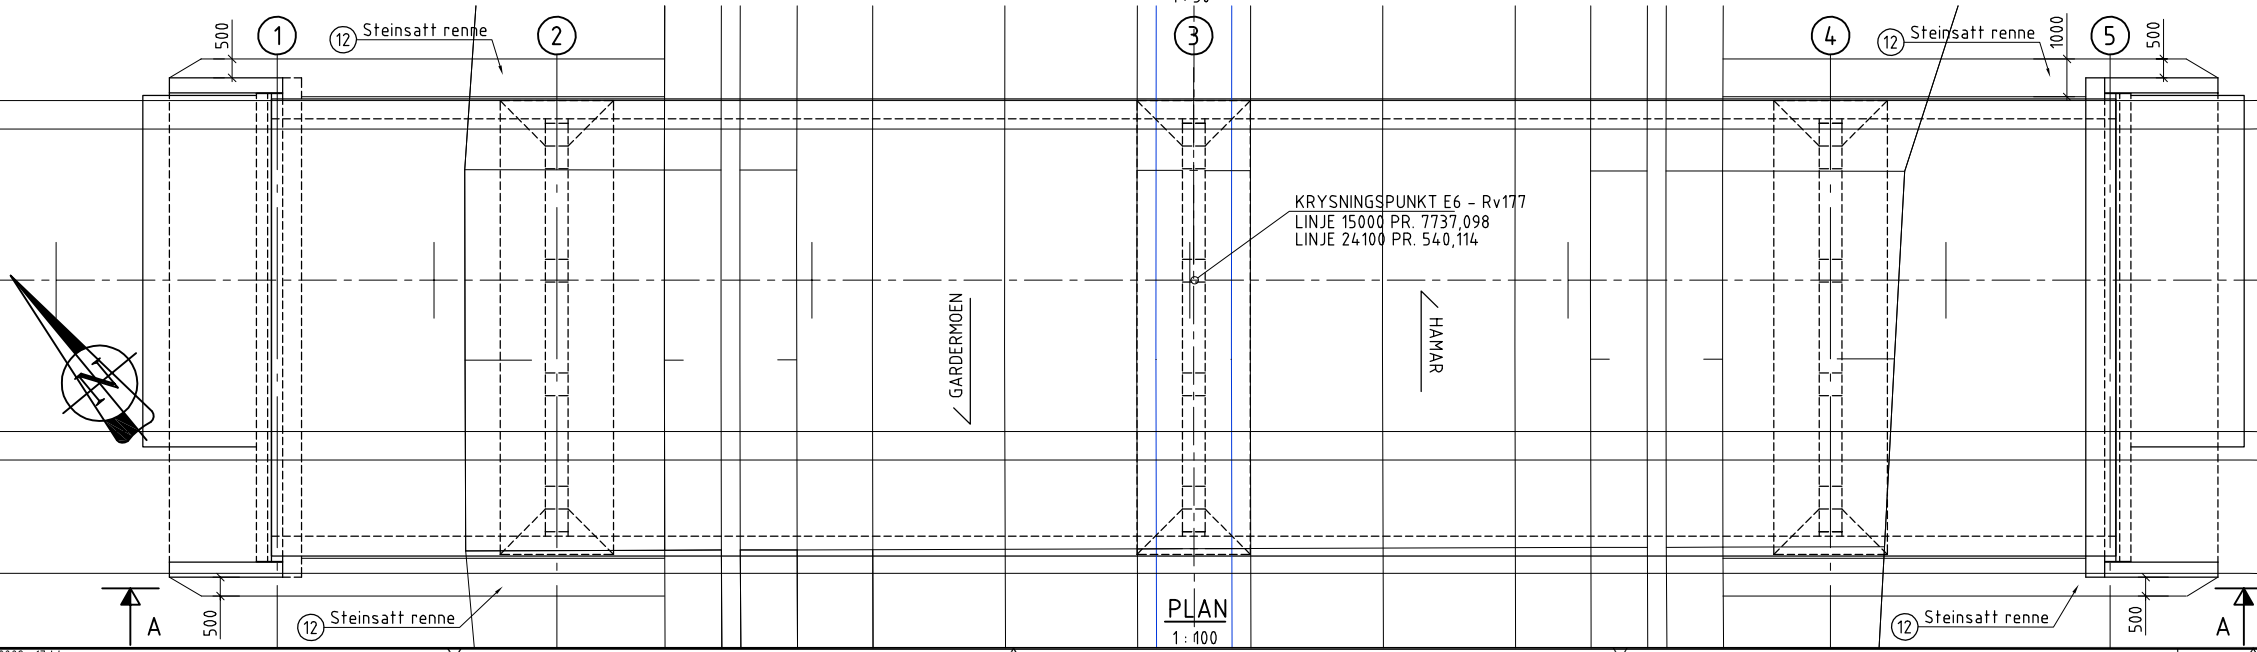 1
2
3
4
5
500
12 Steinsatt renne
12 Steinsatt renne
1000
500
KRYSNINGSPUNKT E6 - Rv177
LINJE 15000 PR. 7737,098
LINJE 24100 PR. 540,114
GARDERMOEN
HAMAR
N
A
500
12 Steinsatt renne
PLAN
1:100
12 Steinsatt renne
500
A